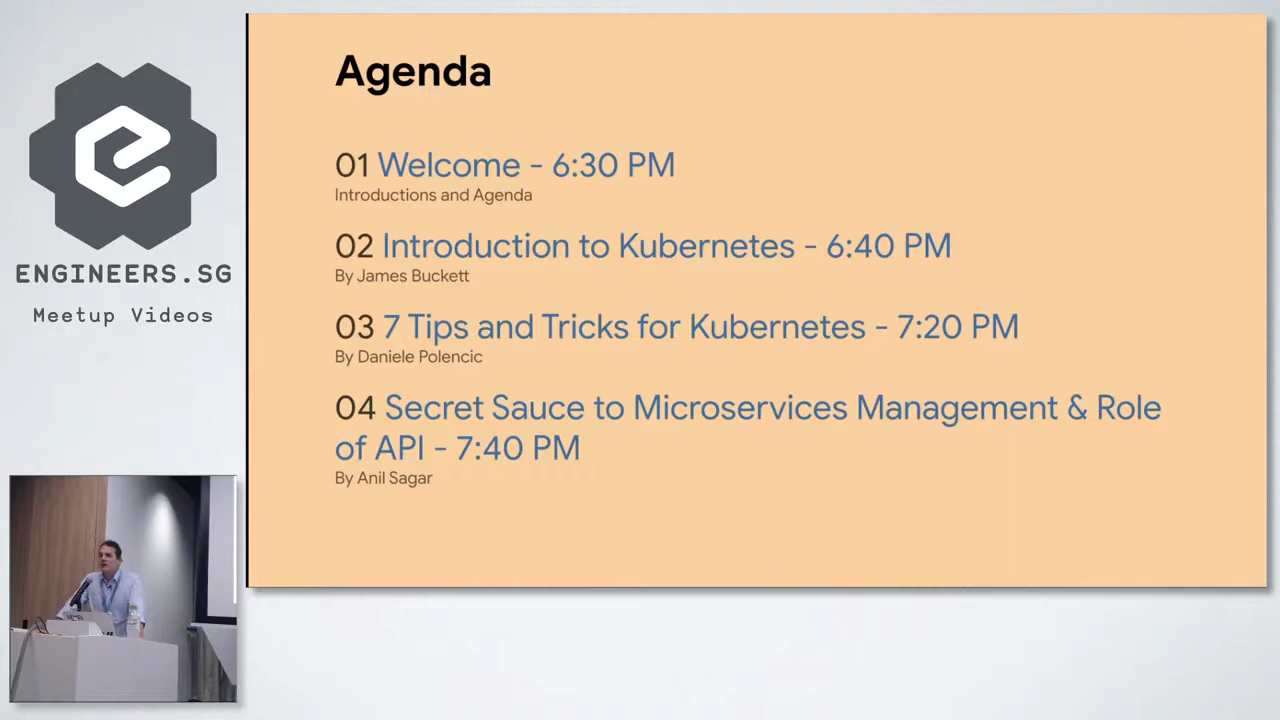 Agenda
01 Welcome - 6:30 PM
Introductions and Agenda
02 Introduction to Kubernetes - 6:40 PM
By James Buckett
03 7 Tips and Tricks for Kubernetes - 7:20 PM
By Daniele Polencic
04 Secret Sauce to Microservices Management & Role
of API - 7:40 PM
By Anil Sagar
ENGINEERS.SG
Meetup Videos